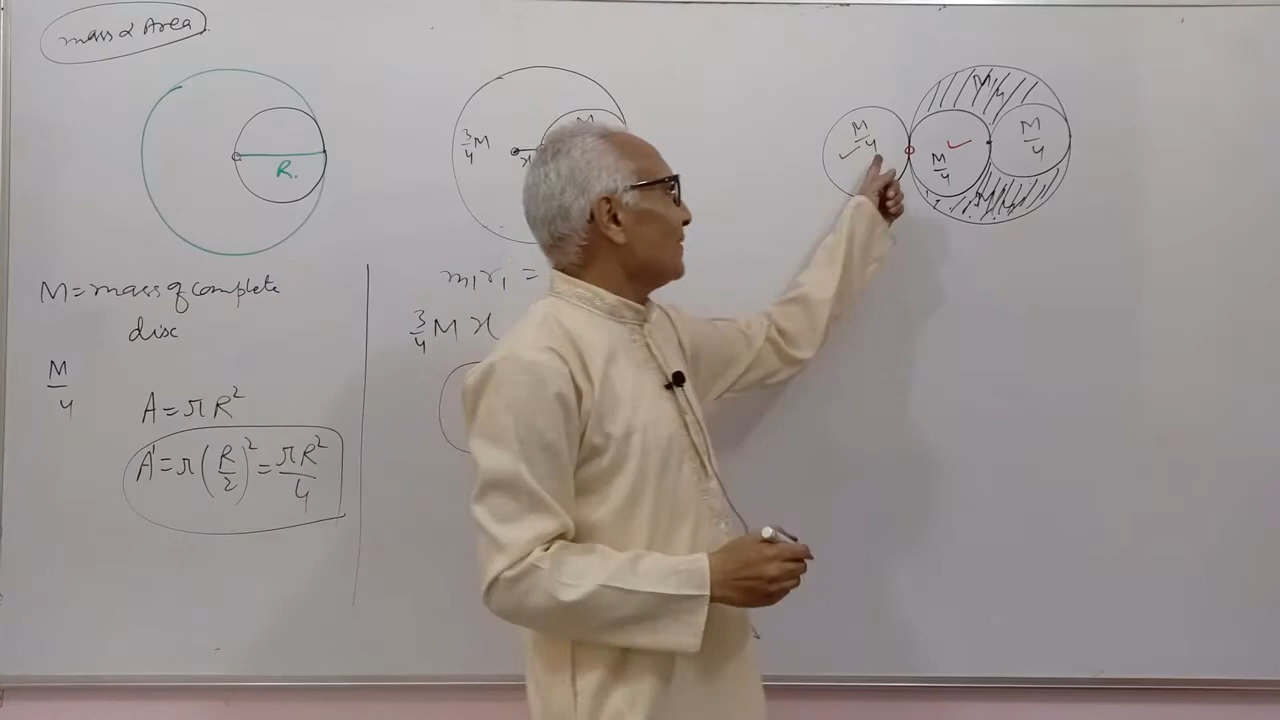 mass α Area
R.
M = mass of complete
disc
M/4
A = πR²
A' = π(R/2)² = πR²/4
3/4 M
x
M
m₁r₁ =
3/4 M x
M/4
M/4
M/4